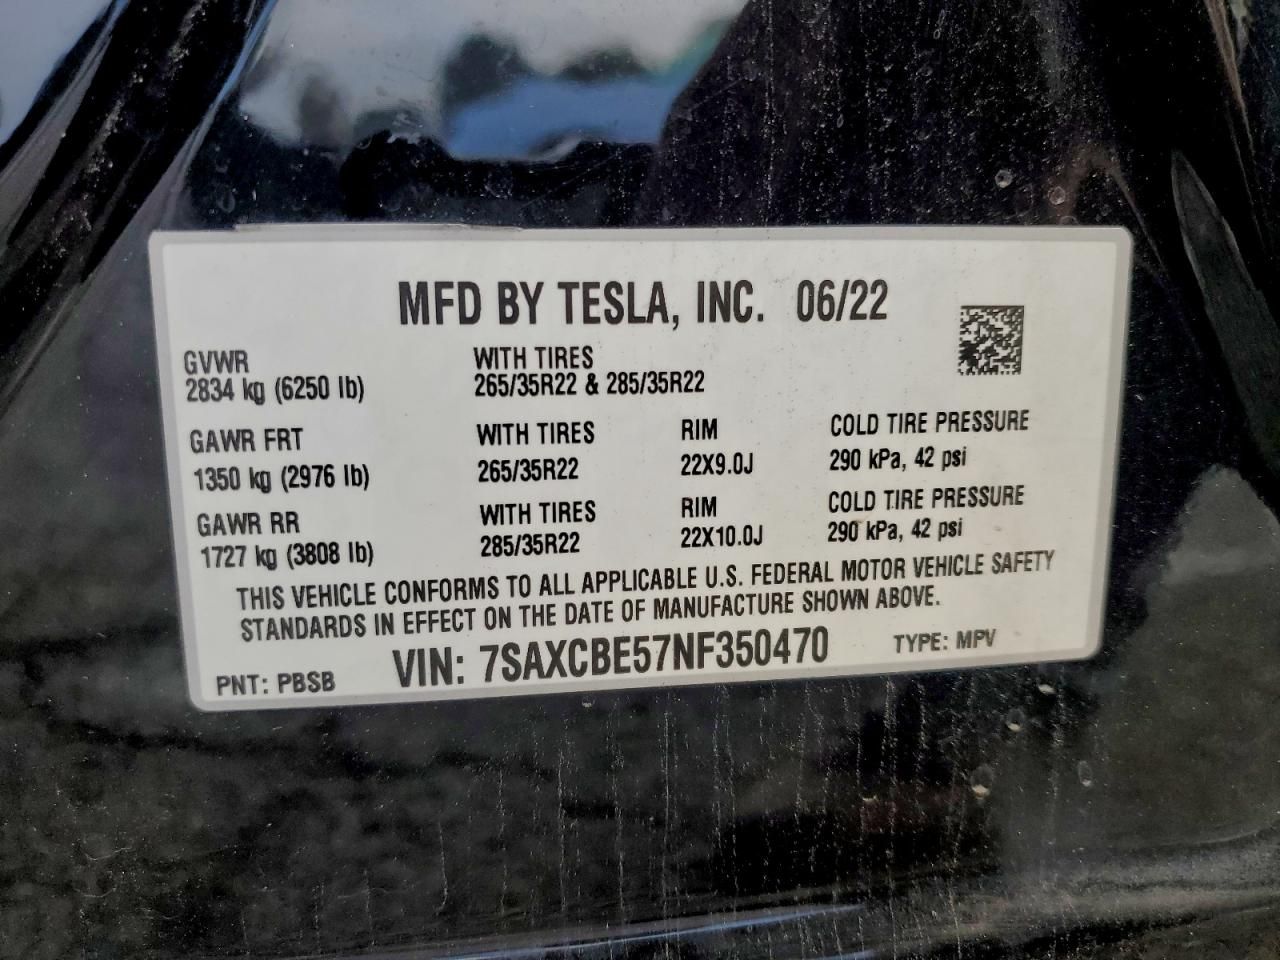 MFD BY TESLA, INC. 06/22
GVWR WITH TIRES
2834 kg (6250 lb) 265/35R22 & 285/35R22
GAWR FRT WITH TIRES RIM COLD TIRE PRESSURE
1350 kg (2976 lb) 265/35R22 22X9.0J 290 kPa, 42 psi
GAWR RR WITH TIRES RIM COLD TIRE PRESSURE
1727 kg (3808 lb) 285/35R22 22X10.0J 290 kPa, 42 psi
THIS VEHICLE CONFORMS TO ALL APPLICABLE U.S. FEDERAL MOTOR VEHICLE SAFETY
STANDARDS IN EFFECT ON THE DATE OF MANUFACTURE SHOWN ABOVE.
PNT: PBSB VIN: 7SAXCBE57NF350470 TYPE: MPV